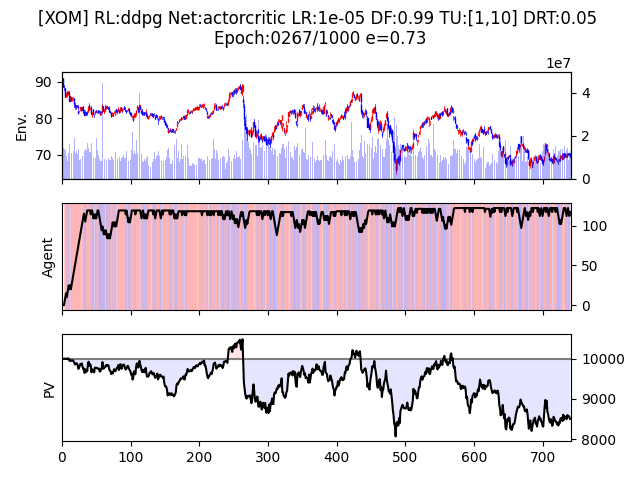 [XOM] RL:ddpg Net:actorcritic LR:1e-05 DF:0.99 TU:[1,10] DRT:0.05
Epoch:0267/1000 e=0.73
1e7
90
80
70
Env.
4
2
0
Agent
100
50
0
PV
10000
9000
8000
0 100 200 300 400 500 600 700